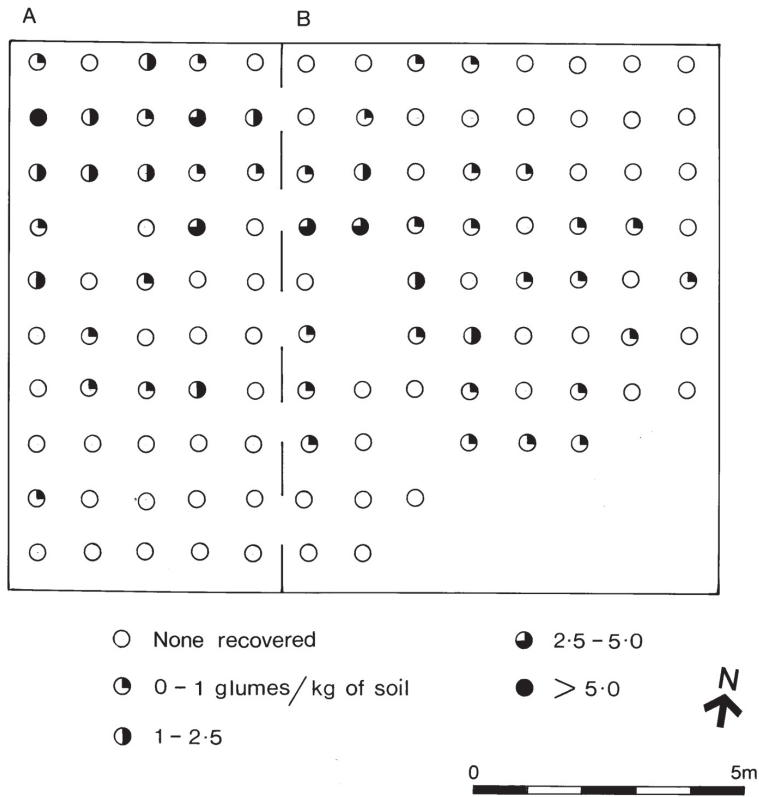 A B
None recovered
0-1 glumes/kg of soil
1-2·5
2·5-5·0
> 5·0
N
0 5m